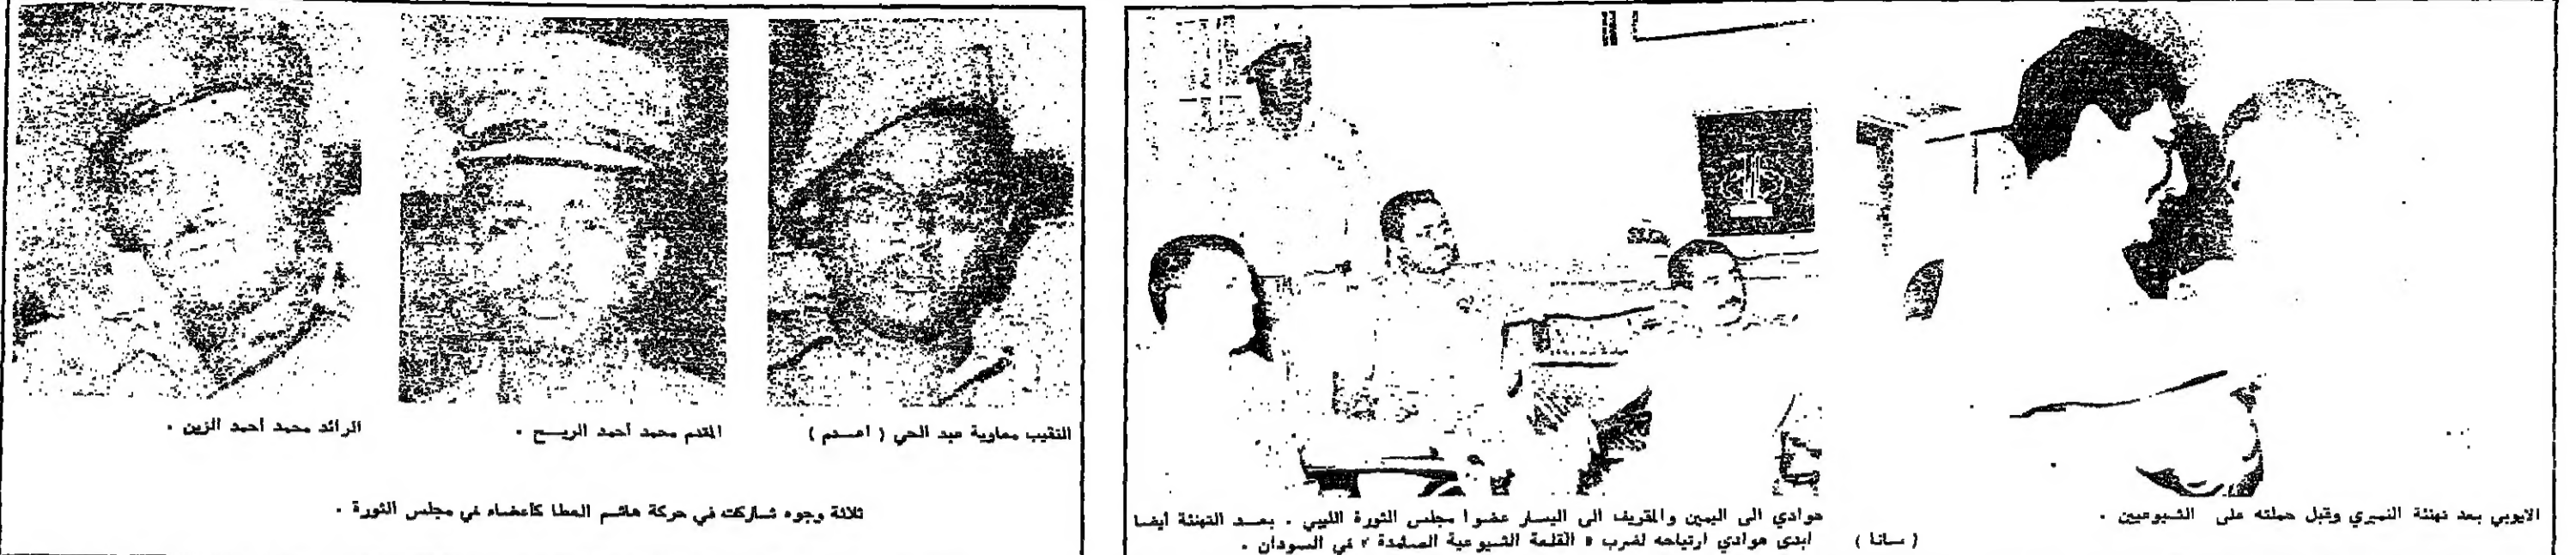 الايوبي بعد تهنئة النميري وقبل حملته على الشيوعيين .
( سانا )
هوادي الى اليمين والمقريف الى اليسار عضوا مجلس الثورة الليبي . بعد التهنئة أيضا
ابدى هوادي ارتياحه لضرب « القلعة الشيوعية الصامدة » في السودان .
النقيب معاوية عبد الحي ( اعدم )
المقدم محمد أحمد الريح .
الرائد محمد أحمد الزين .
ثلاثة وجوه شاركت في حركة هاشم العطا كأعضاء في مجلس الثورة .